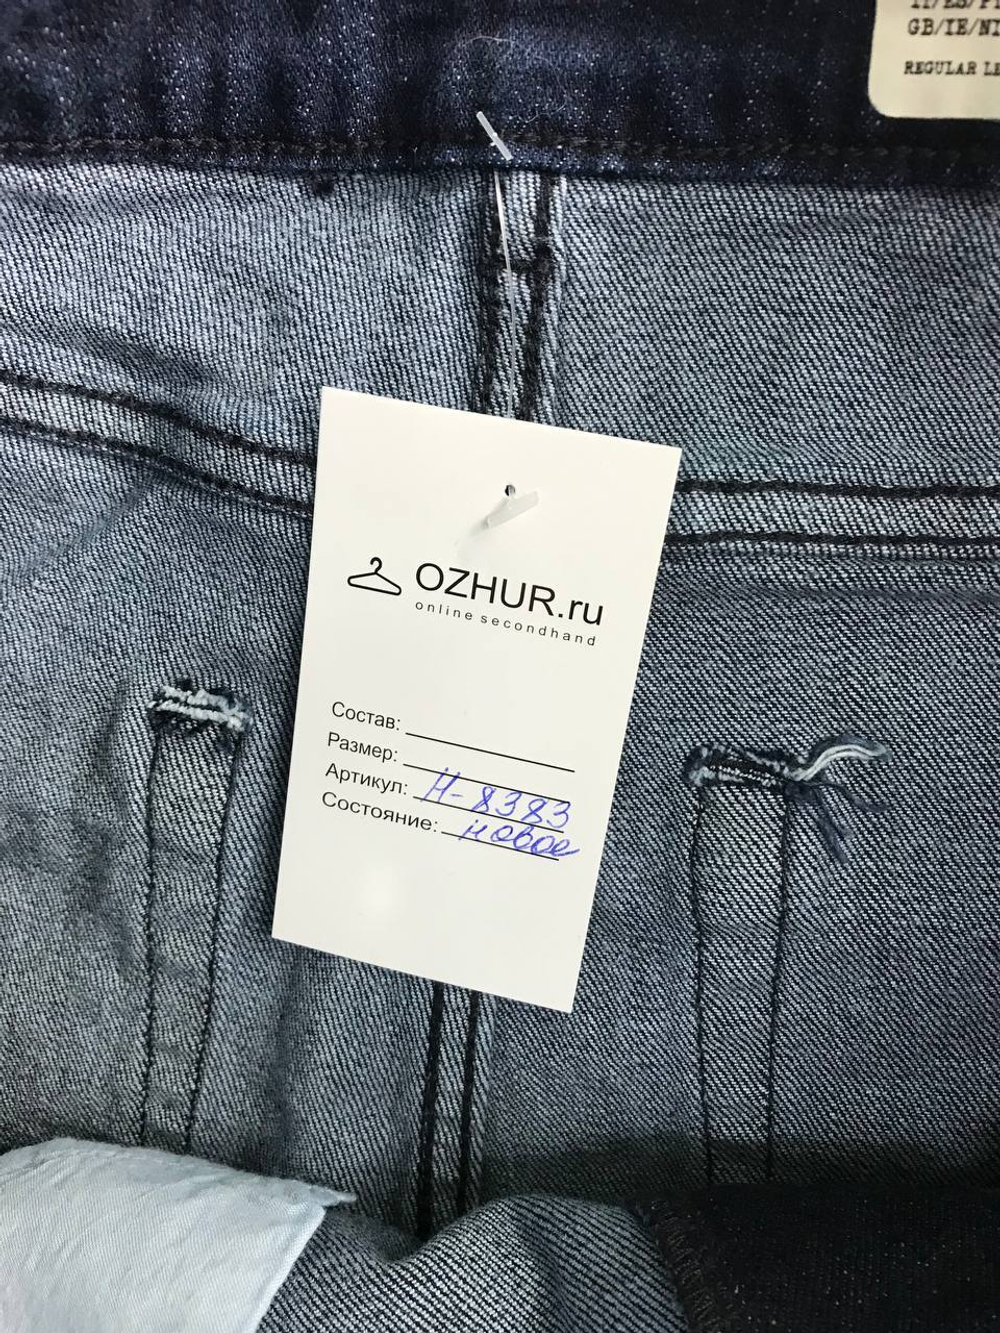 GB/IE/NI
REGULAR LE
OZHUR.ru
online secondhand
Состав:
Размер:
Артикул: Н-8383
Состояние: новое